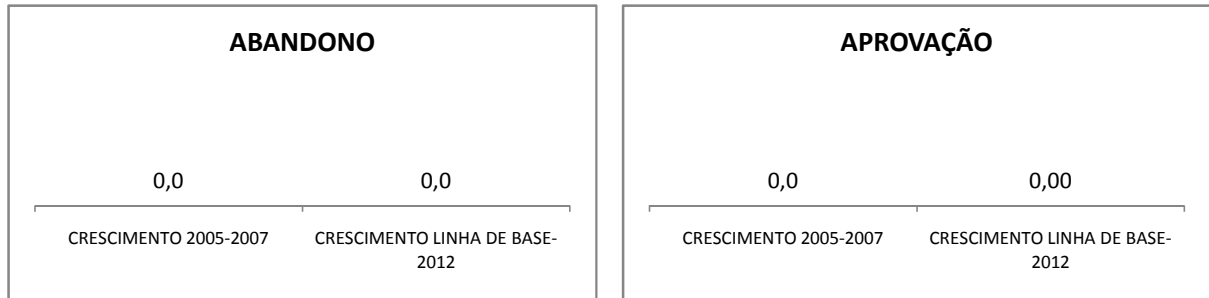 ABANDONO
0,0
0,0
CRESCIMENTO 2005-2007
CRESCIMENTO LINHA DE BASE-
2012
APROVAÇÃO
0,0
0,00
CRESCIMENTO 2005-2007
CRESCIMENTO LINHA DE BASE-
2012